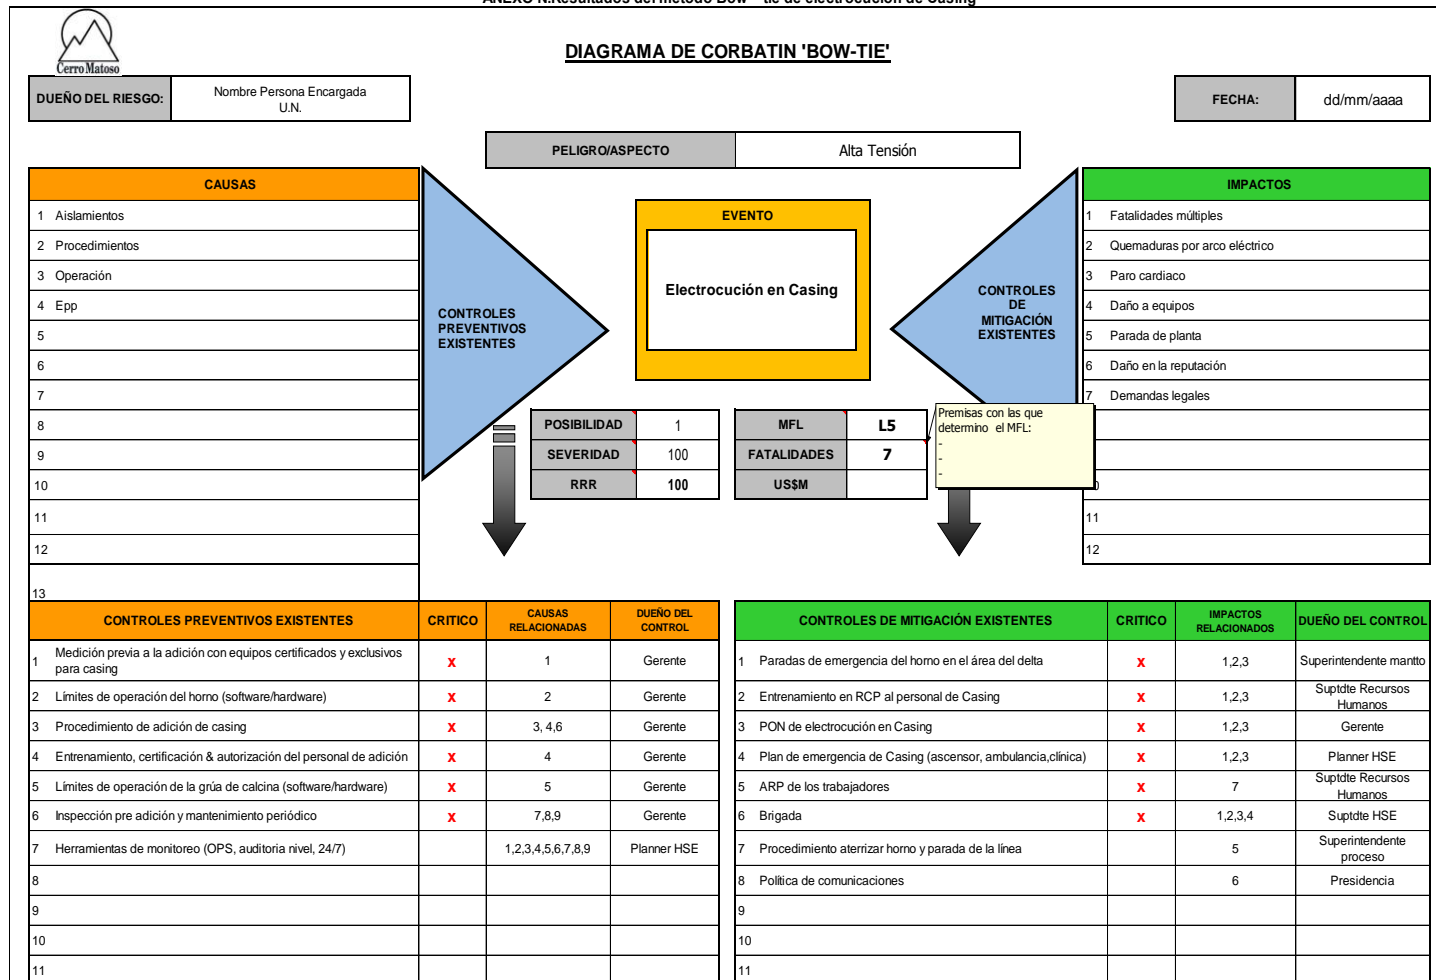 ANEXO N.Resultados del método Bow – tie de electrocución de Casing
Cerro Matoso
DIAGRAMA DE CORBATIN 'BOW-TIE'
DUEÑO DEL RIESGO:
Nombre Persona Encargada
U.N.
FECHA:
dd/mm/aaaa
PELIGRO/ASPECTO
Alta Tensión
CAUSAS
1 Aislamientos
2 Procedimientos
3 Operación
4 Epp
5
6
7
8
9
10
11
12
13
CONTROLES
PREVENTIVOS
EXISTENTES
EVENTO
Electrocución en Casing
CONTROLES
DE
MITIGACIÓN
EXISTENTES
IMPACTOS
1 Fatalidades múltiples
2 Quemaduras por arco eléctrico
3 Paro cardiaco
4 Daño a equipos
5 Parada de planta
6 Daño en la reputación
7 Demandas legales
0
11
12
POSIBILIDAD 1
SEVERIDAD 100
RRR 100
MFL L5
FATALIDADES 7
US$M
Premisas con las que
determino el MFL:
-
-
-
CONTROLES PREVENTIVOS EXISTENTES
CRITICO
CAUSAS
RELACIONADAS
DUEÑO DEL
CONTROL
1 Medición previa a la adición con equipos certificados y exclusivos
para casing
x 1 Gerente
2 Límites de operación del horno (software/hardware) x 2 Gerente
3 Procedimiento de adición de casing x 3, 4,6 Gerente
4 Entrenamiento, certificación & autorización del personal de adición x 4 Gerente
5 Límites de operación de la grúa de calcina (software/hardware) x 5 Gerente
6 Inspección pre adición y mantenimiento periódico x 7,8,9 Gerente
7 Herramientas de monitoreo (OPS, auditoria nivel, 24/7) 1,2,3,4,5,6,7,8,9 Planner HSE
8
9
10
11
CONTROLES DE MITIGACIÓN EXISTENTES
CRITICO
IMPACTOS
RELACIONADOS
DUEÑO DEL CONTROL
1 Paradas de emergencia del horno en el área del delta x 1,2,3 Superintendente mantto
2 Entrenamiento en RCP al personal de Casing x 1,2,3 Suptdte Recursos
Humanos
3 PON de electrocución en Casing x 1,2,3 Gerente
4 Plan de emergencia de Casing (ascensor, ambulancia,clínica) x 1,2,3 Planner HSE
5 ARP de los trabajadores x 7 Suptdte Recursos
Humanos
6 Brigada x 1,2,3,4 Suptdte HSE
7 Procedimiento aterrizar horno y parada de la línea 5 Superintendente
proceso
8 Política de comunicaciones 6 Presidencia
9
10
11